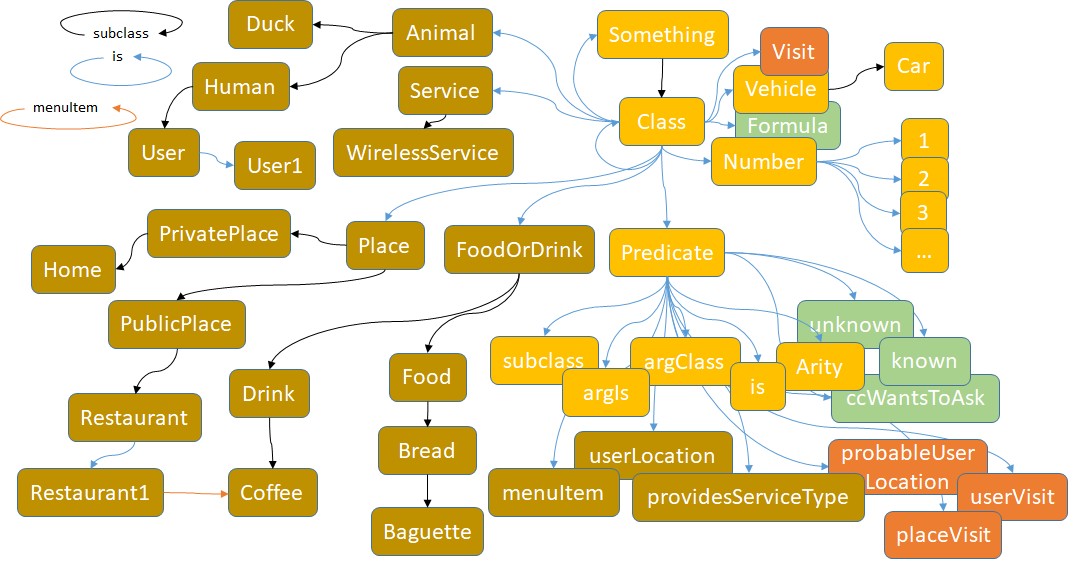 subclass
is
menuItem
Duck
Animal
Something
Visit
Car
Human
Service
Vehicle
Class
Formula
User
User1
WirelessService
Number
1
2
3
...
PrivatePlace
Place
FoodOrDrink
Predicate
Home
PublicPlace
unknown
subclass
argClass
known
Food
argIs
is
Arity
Drink
ccWantsToAsk
Restaurant
Bread
userLocation
probableUser
Location
Restaurant1
Coffee
menuItem
providesServiceType
userVisit
Baguette
placeVisit